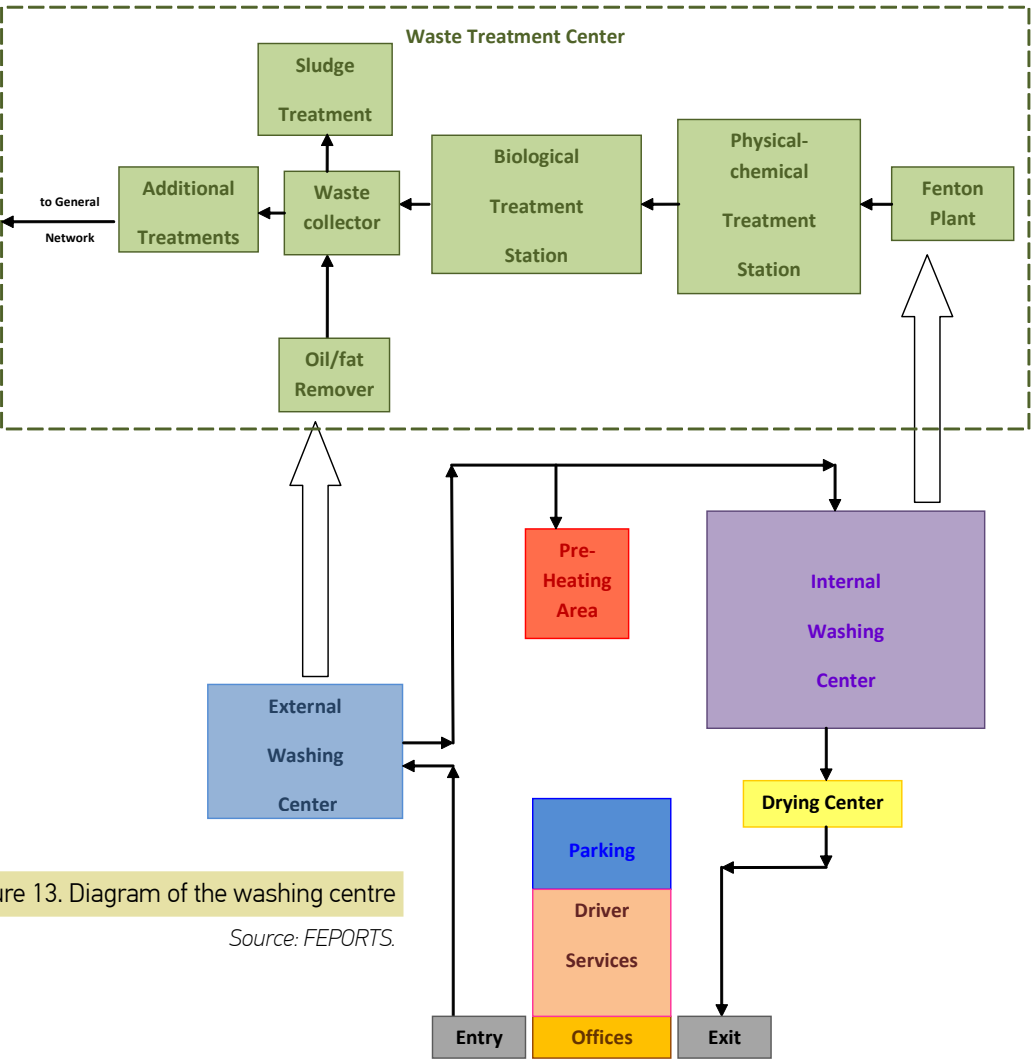 Waste Treatment Center
Sludge
Treatment
Biological
Treatment
Station
Physical-
chemical
Treatment
Station
Additional
Treatments
Waste
collector
Fenton
Plant
to General
Network
Oil/fat
Remover
Pre-
Heating
Area
Internal
Washing
Center
External
Washing
Center
Drying Center
Parking
Driver
Services
ure 13. Diagram of the washing centre
Source: FEPORTS.
Entry
Offices
Exit